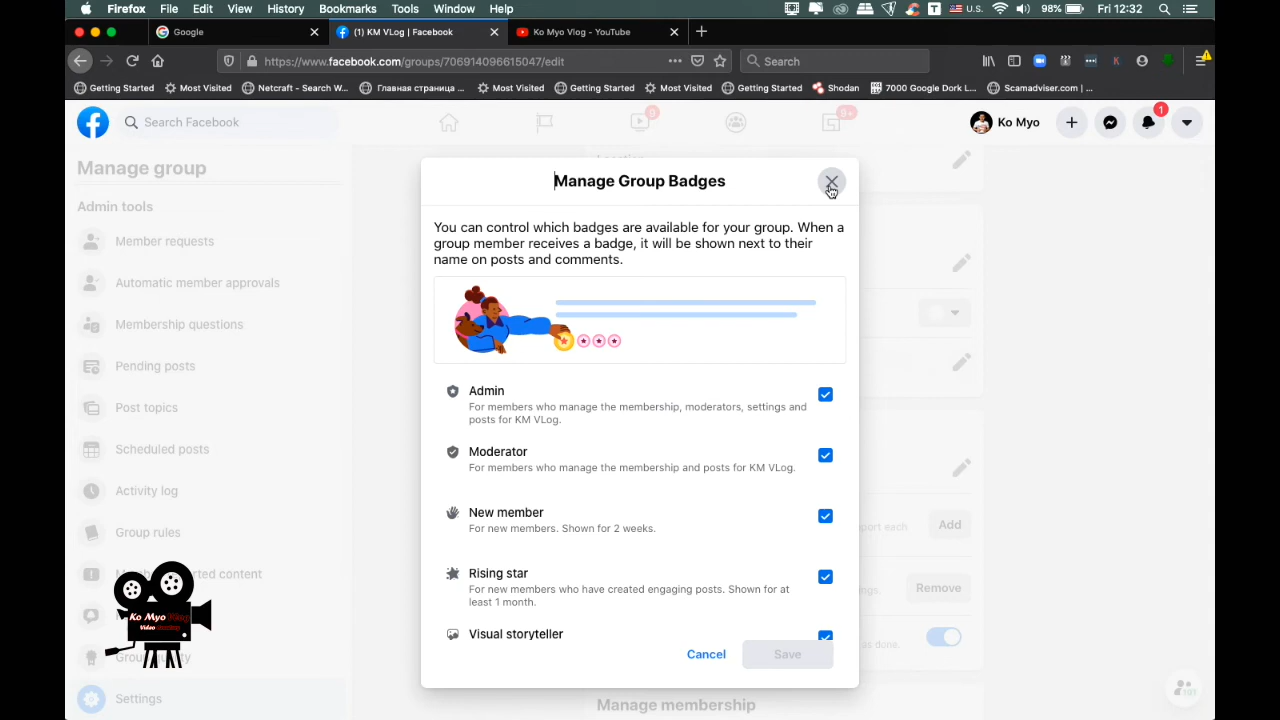 Firefox File Edit View History Bookmarks Tools Window Help
U.S. 98% Fri 12:32
Google
(1) KM VLog | Facebook
Ko Myo Vlog - YouTube
https://www.facebook.com/groups/706914096615047/edit
Search
Getting Started Most Visited Netcraft - Search W... Главная страница ... Most Visited Getting Started Most Visited Getting Started Shodan 7000 Google Dork L... Scamadviser.com | ...
Search Facebook
9+
Ko Myo
1
Manage group
Admin tools
Member requests
Automatic member approvals
Membership questions
Pending posts
Post topics
Scheduled posts
Activity log
Group rules
Settings
Manage Group Badges
You can control which badges are available for your group. When a
group member receives a badge, it will be shown next to their
name on posts and comments.
Admin
For members who manage the membership, moderators, settings and
posts for KM VLog.
Moderator
For members who manage the membership and posts for KM VLog.
New member
For new members. Shown for 2 weeks.
Rising star
For new members who have created engaging posts. Shown for at
least 1 month.
Visual storyteller
Cancel
Save
port each
Add
ngs.
Remove
as done.
Manage membership
Ko Myo Vlog